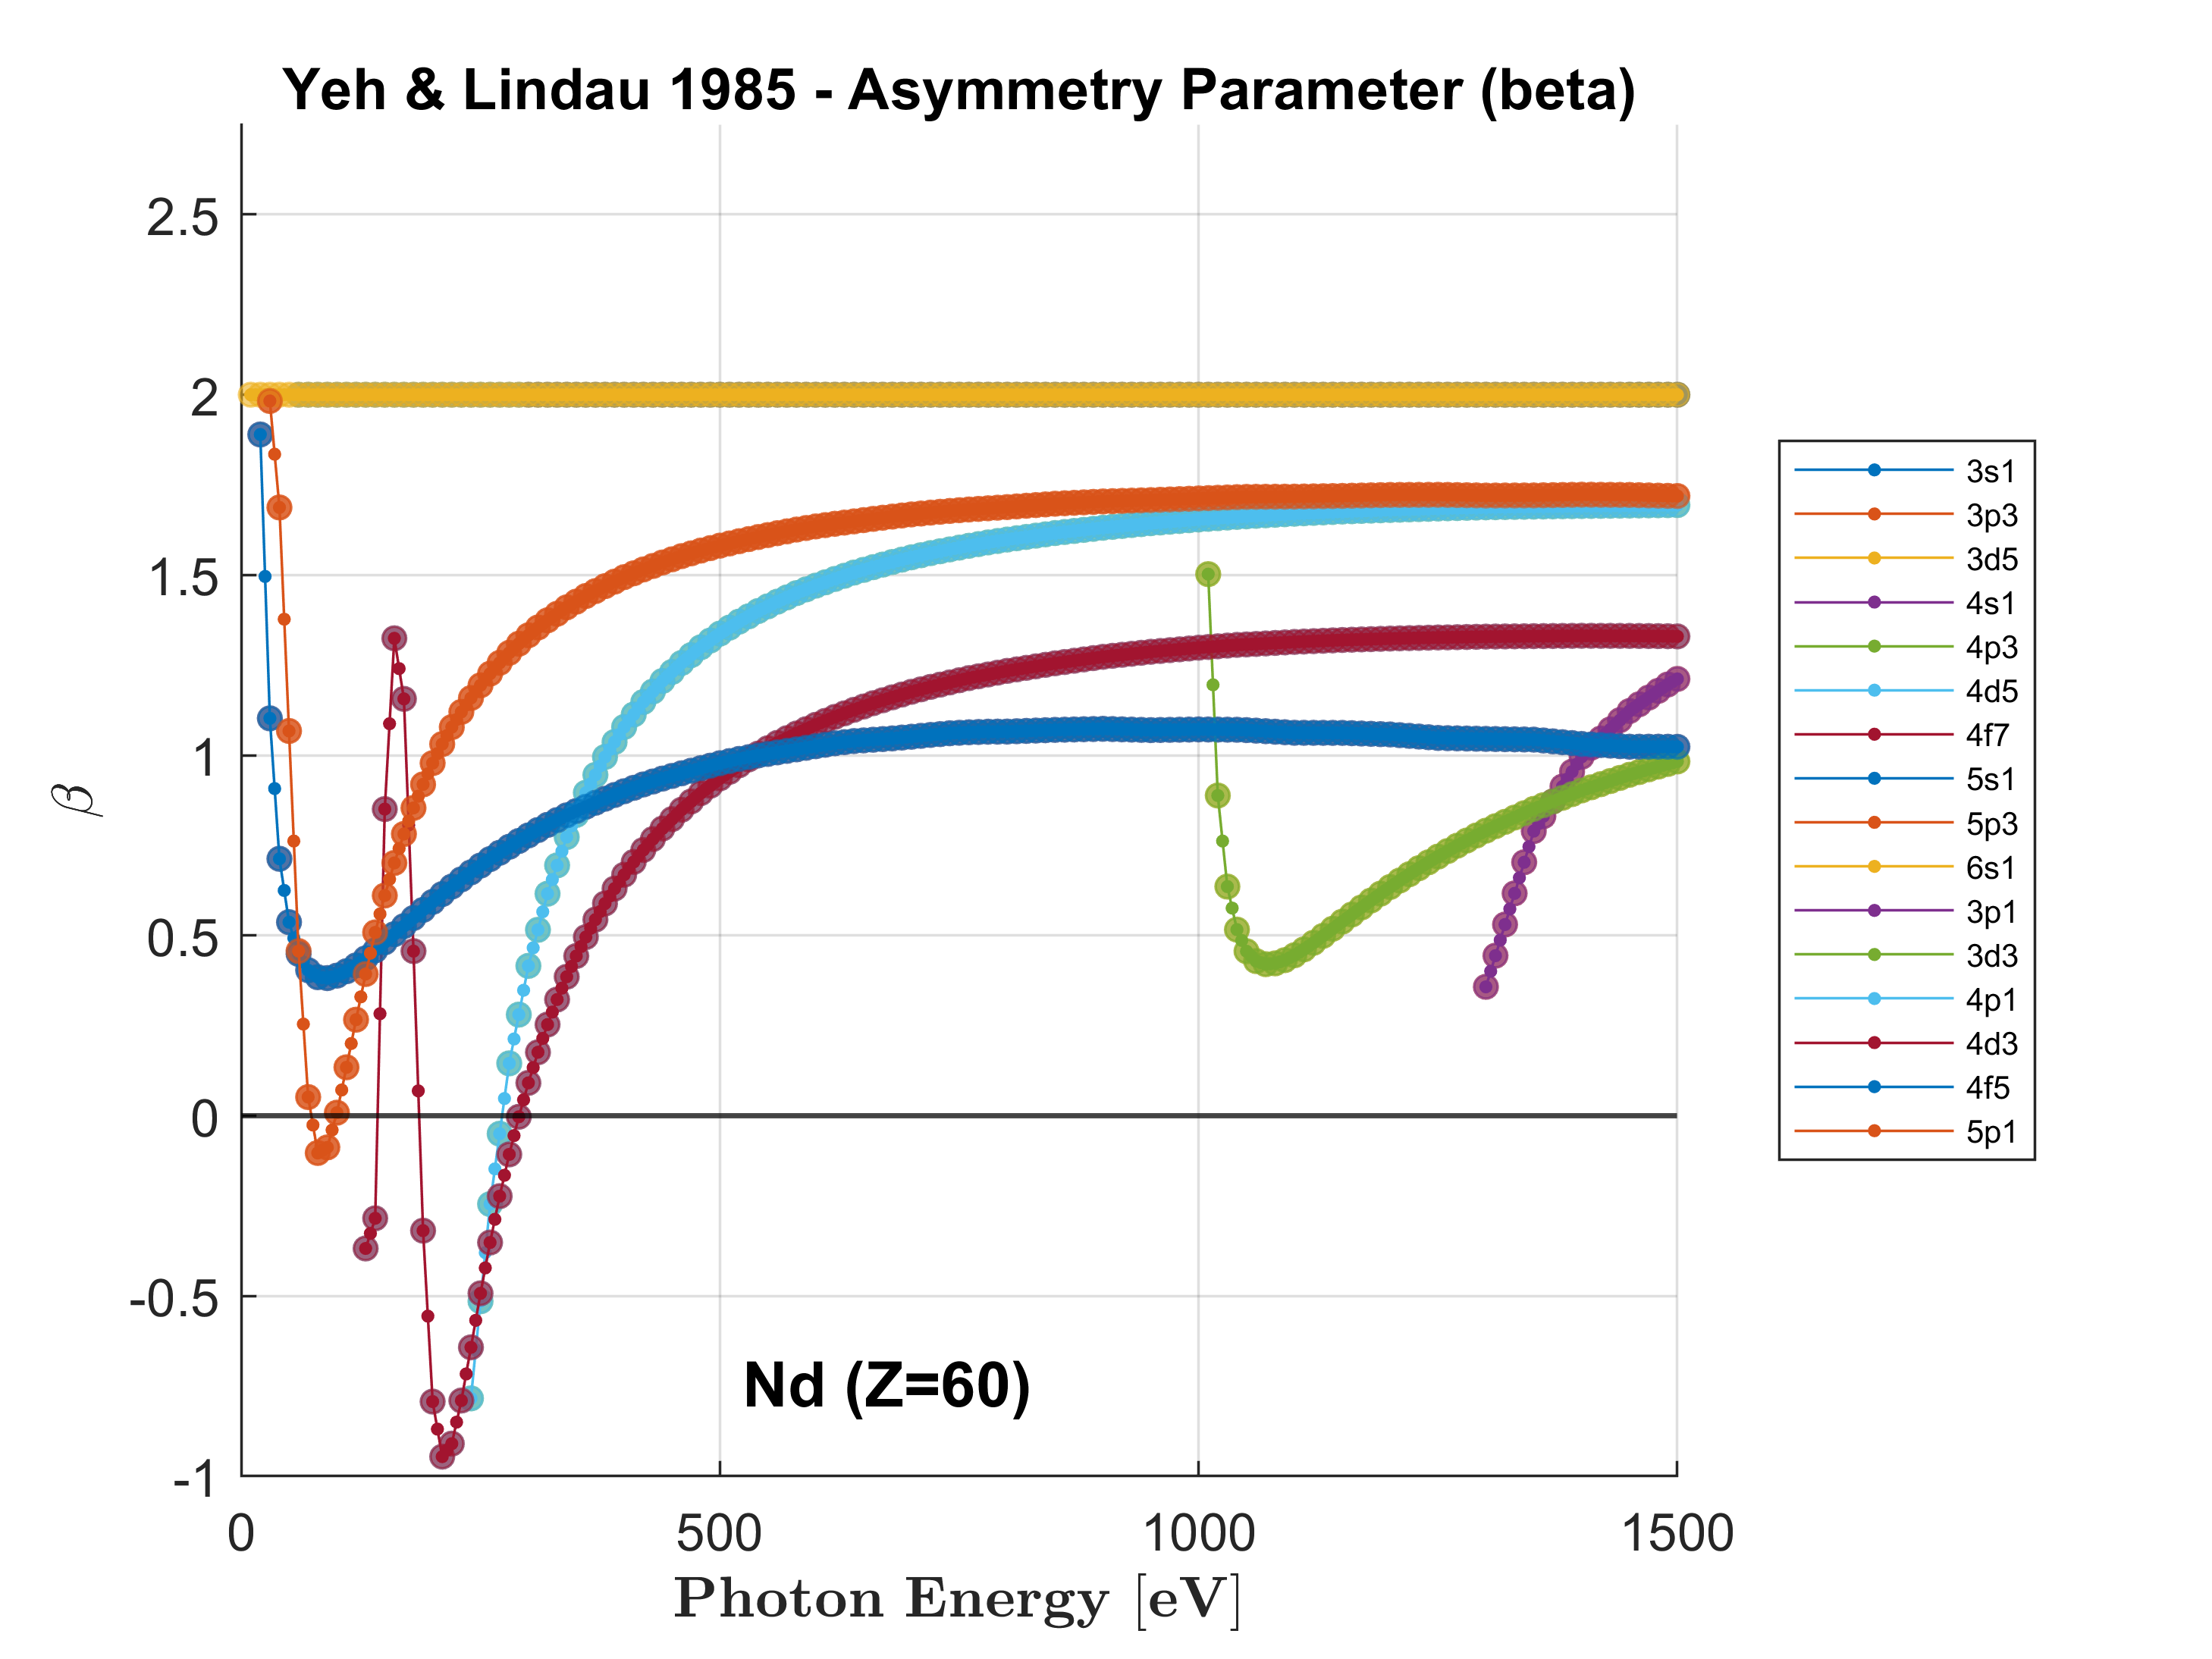 Yeh & Lindau 1985 - Asymmetry Parameter (beta)
2.5
2
1.5
1
0.5
0
-0.5
-1
β
0 500 1000 1500
Photon Energy [eV]
Nd (Z=60)
3s1
3p3
3d5
4s1
4p3
4d5
4f7
5s1
5p3
6s1
3p1
3d3
4p1
4d3
4f5
5p1